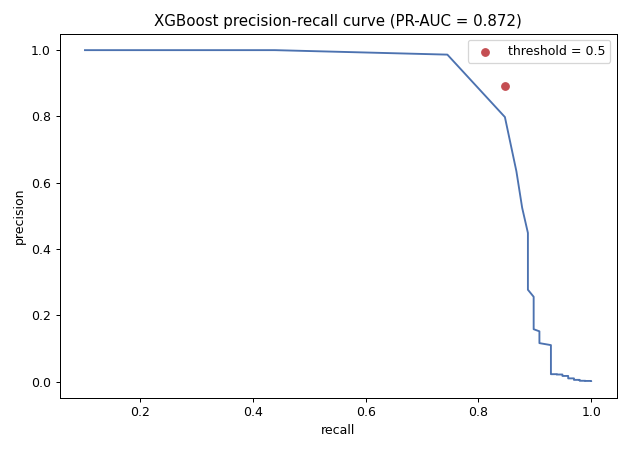 XGBoost precision-recall curve (PR-AUC = 0.872)
threshold = 0.5
precision
1.0
0.8
0.6
0.4
0.2
0.0
0.2 0.4 0.6 0.8 1.0
recall